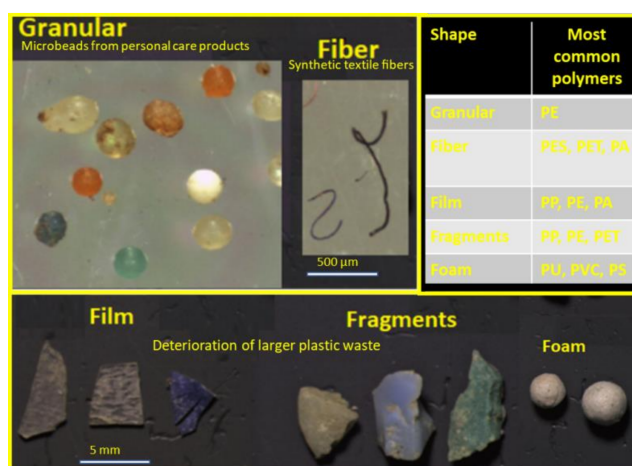 Granular
Microbeads from personal care products
Fiber
Synthetic textile fibers
500 µm
Shape
Most
common
polymers
Granular
PE
Fiber
PES, PET, PA
Film
PP, PE, PA
Fragments
PP, PE, PET
Foam
PU, PVC, PS
Film
Fragments
Deterioration of larger plastic waste
Foam
5 mm